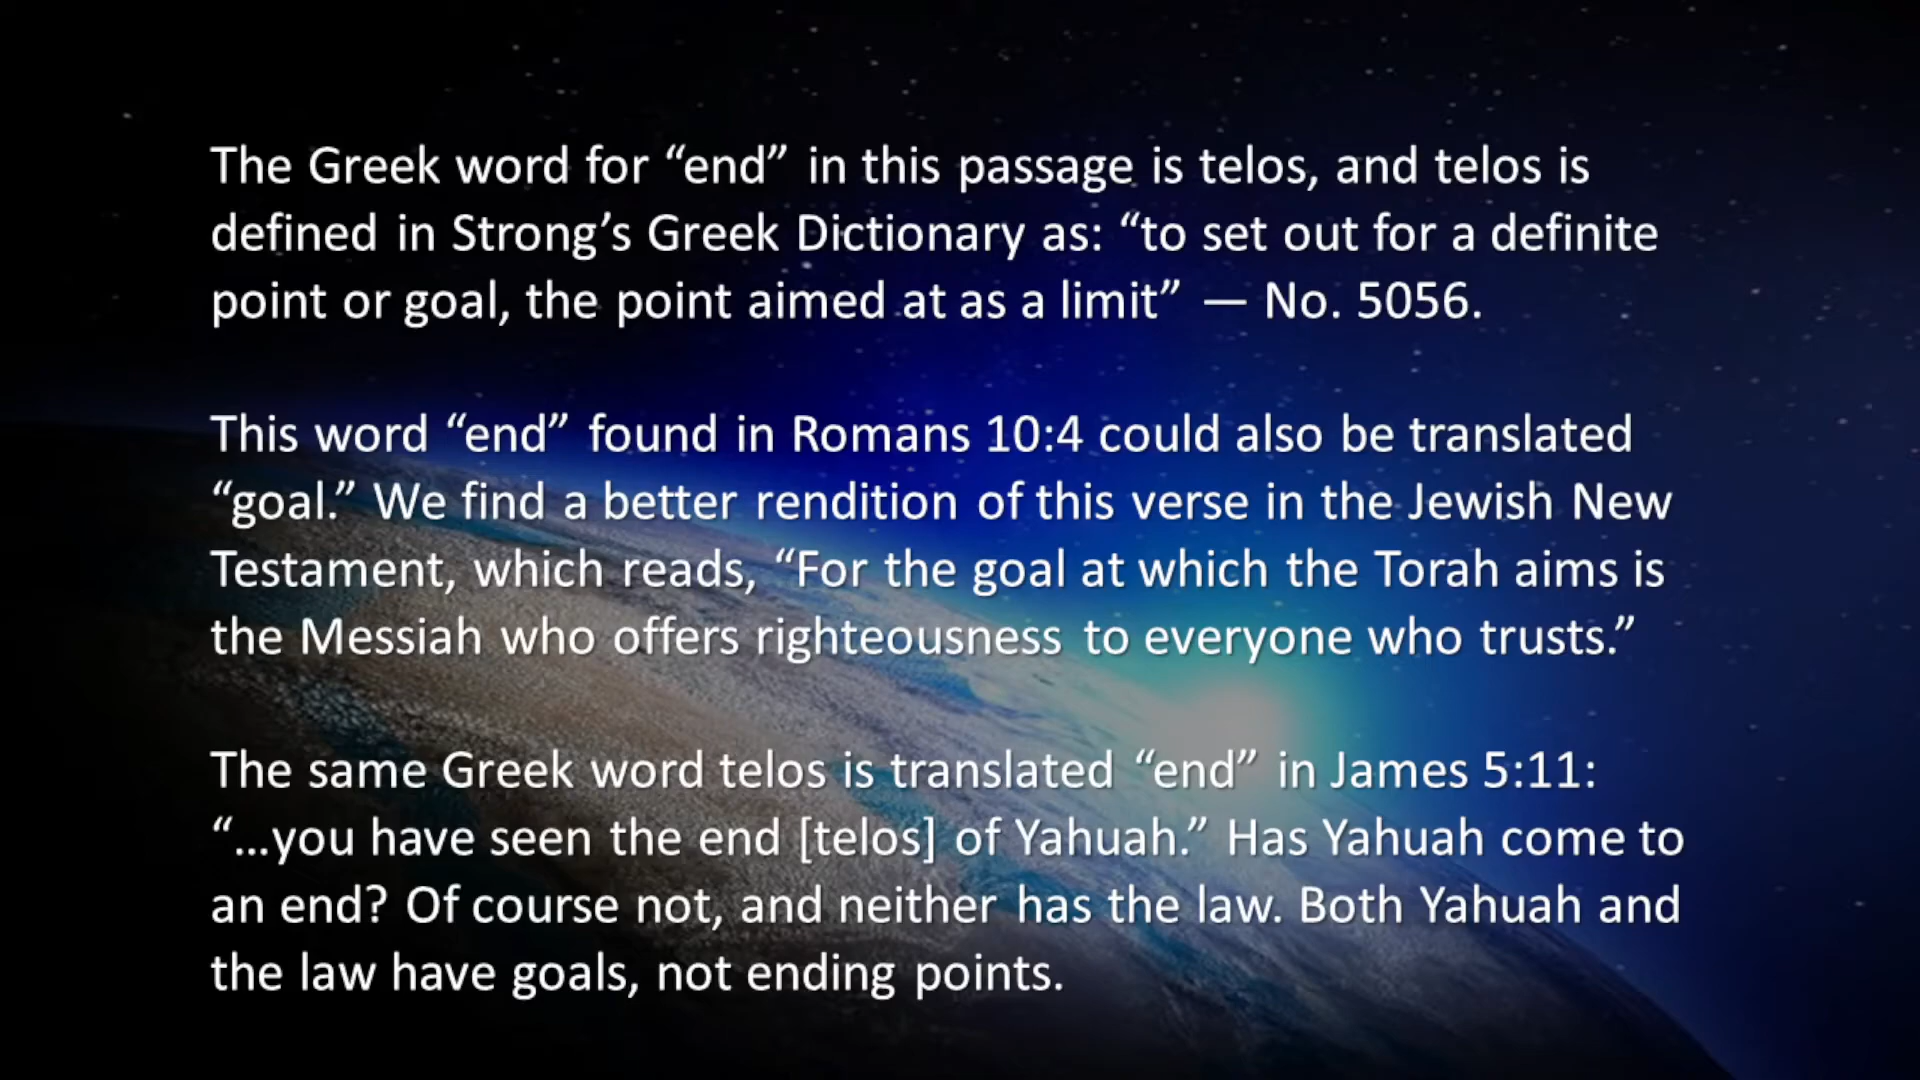 The Greek word for “end” in this passage is telos, and telos is
defined in Strong’s Greek Dictionary as: “to set out for a definite
point or goal, the point aimed at as a limit” — No. 5056.
This word “end” found in Romans 10:4 could also be translated
“goal.” We find a better rendition of this verse in the Jewish New
Testament, which reads, “For the goal at which the Torah aims is
the Messiah who offers righteousness to everyone who trusts.”
The same Greek word telos is translated “end” in James 5:11:
“…you have seen the end [telos] of Yahuah.” Has Yahuah come to
an end? Of course not, and neither has the law. Both Yahuah and
the law have goals, not ending points.